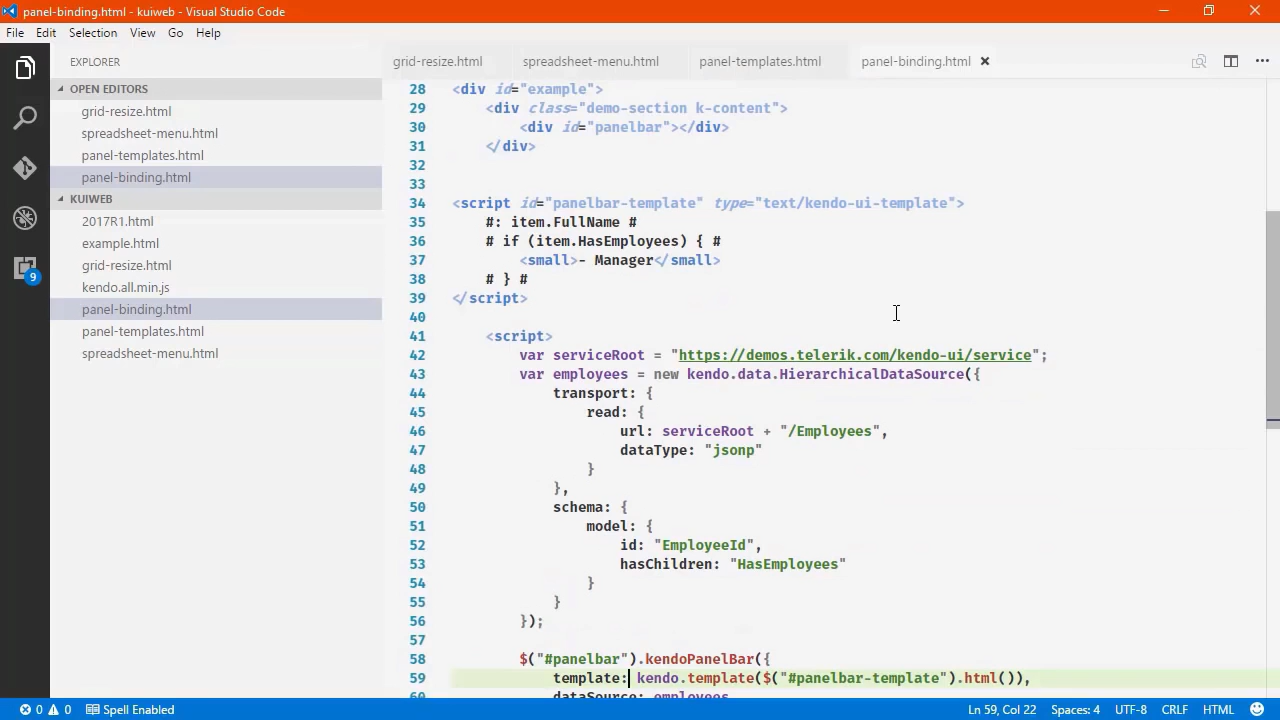 panel-binding.html - kuiweb - Visual Studio Code
File Edit Selection View Go Help
EXPLORER
grid-resize.html spreadsheet-menu.html panel-templates.html panel-binding.html
OPEN EDITORS
grid-resize.html
spreadsheet-menu.html
panel-templates.html
panel-binding.html
KUIWEB
2017R1.html
example.html
grid-resize.html
kendo.all.min.js
panel-binding.html
panel-templates.html
spreadsheet-menu.html
9
28 <div id="example">
29 <div class="demo-section k-content">
30 <div id="panelbar"></div>
31 </div>
32
33
34 <script id="panelbar-template" type="text/kendo-ui-template">
35 #: item.FullName #
36 # if (item.HasEmployees) { #
37 <small>- Manager</small>
38 # } #
39 </script>
40
41 <script>
42 var serviceRoot = "https://demos.telerik.com/kendo-ui/service";
43 var employees = new kendo.data.HierarchicalDataSource({
44 transport: {
45 read: {
46 url: serviceRoot + "/Employees",
47 dataType: "jsonp"
48 }
49 },
50 schema: {
51 model: {
52 id: "EmployeeId",
53 hasChildren: "HasEmployees"
54 }
55 }
56 });
57
58 $("#panelbar").kendoPanelBar({
59 template: kendo.template($("#panelbar-template").html()),
60 dataSource: employees
0 0 Spell Enabled Ln 59, Col 22 Spaces: 4 UTF-8 CRLF HTML